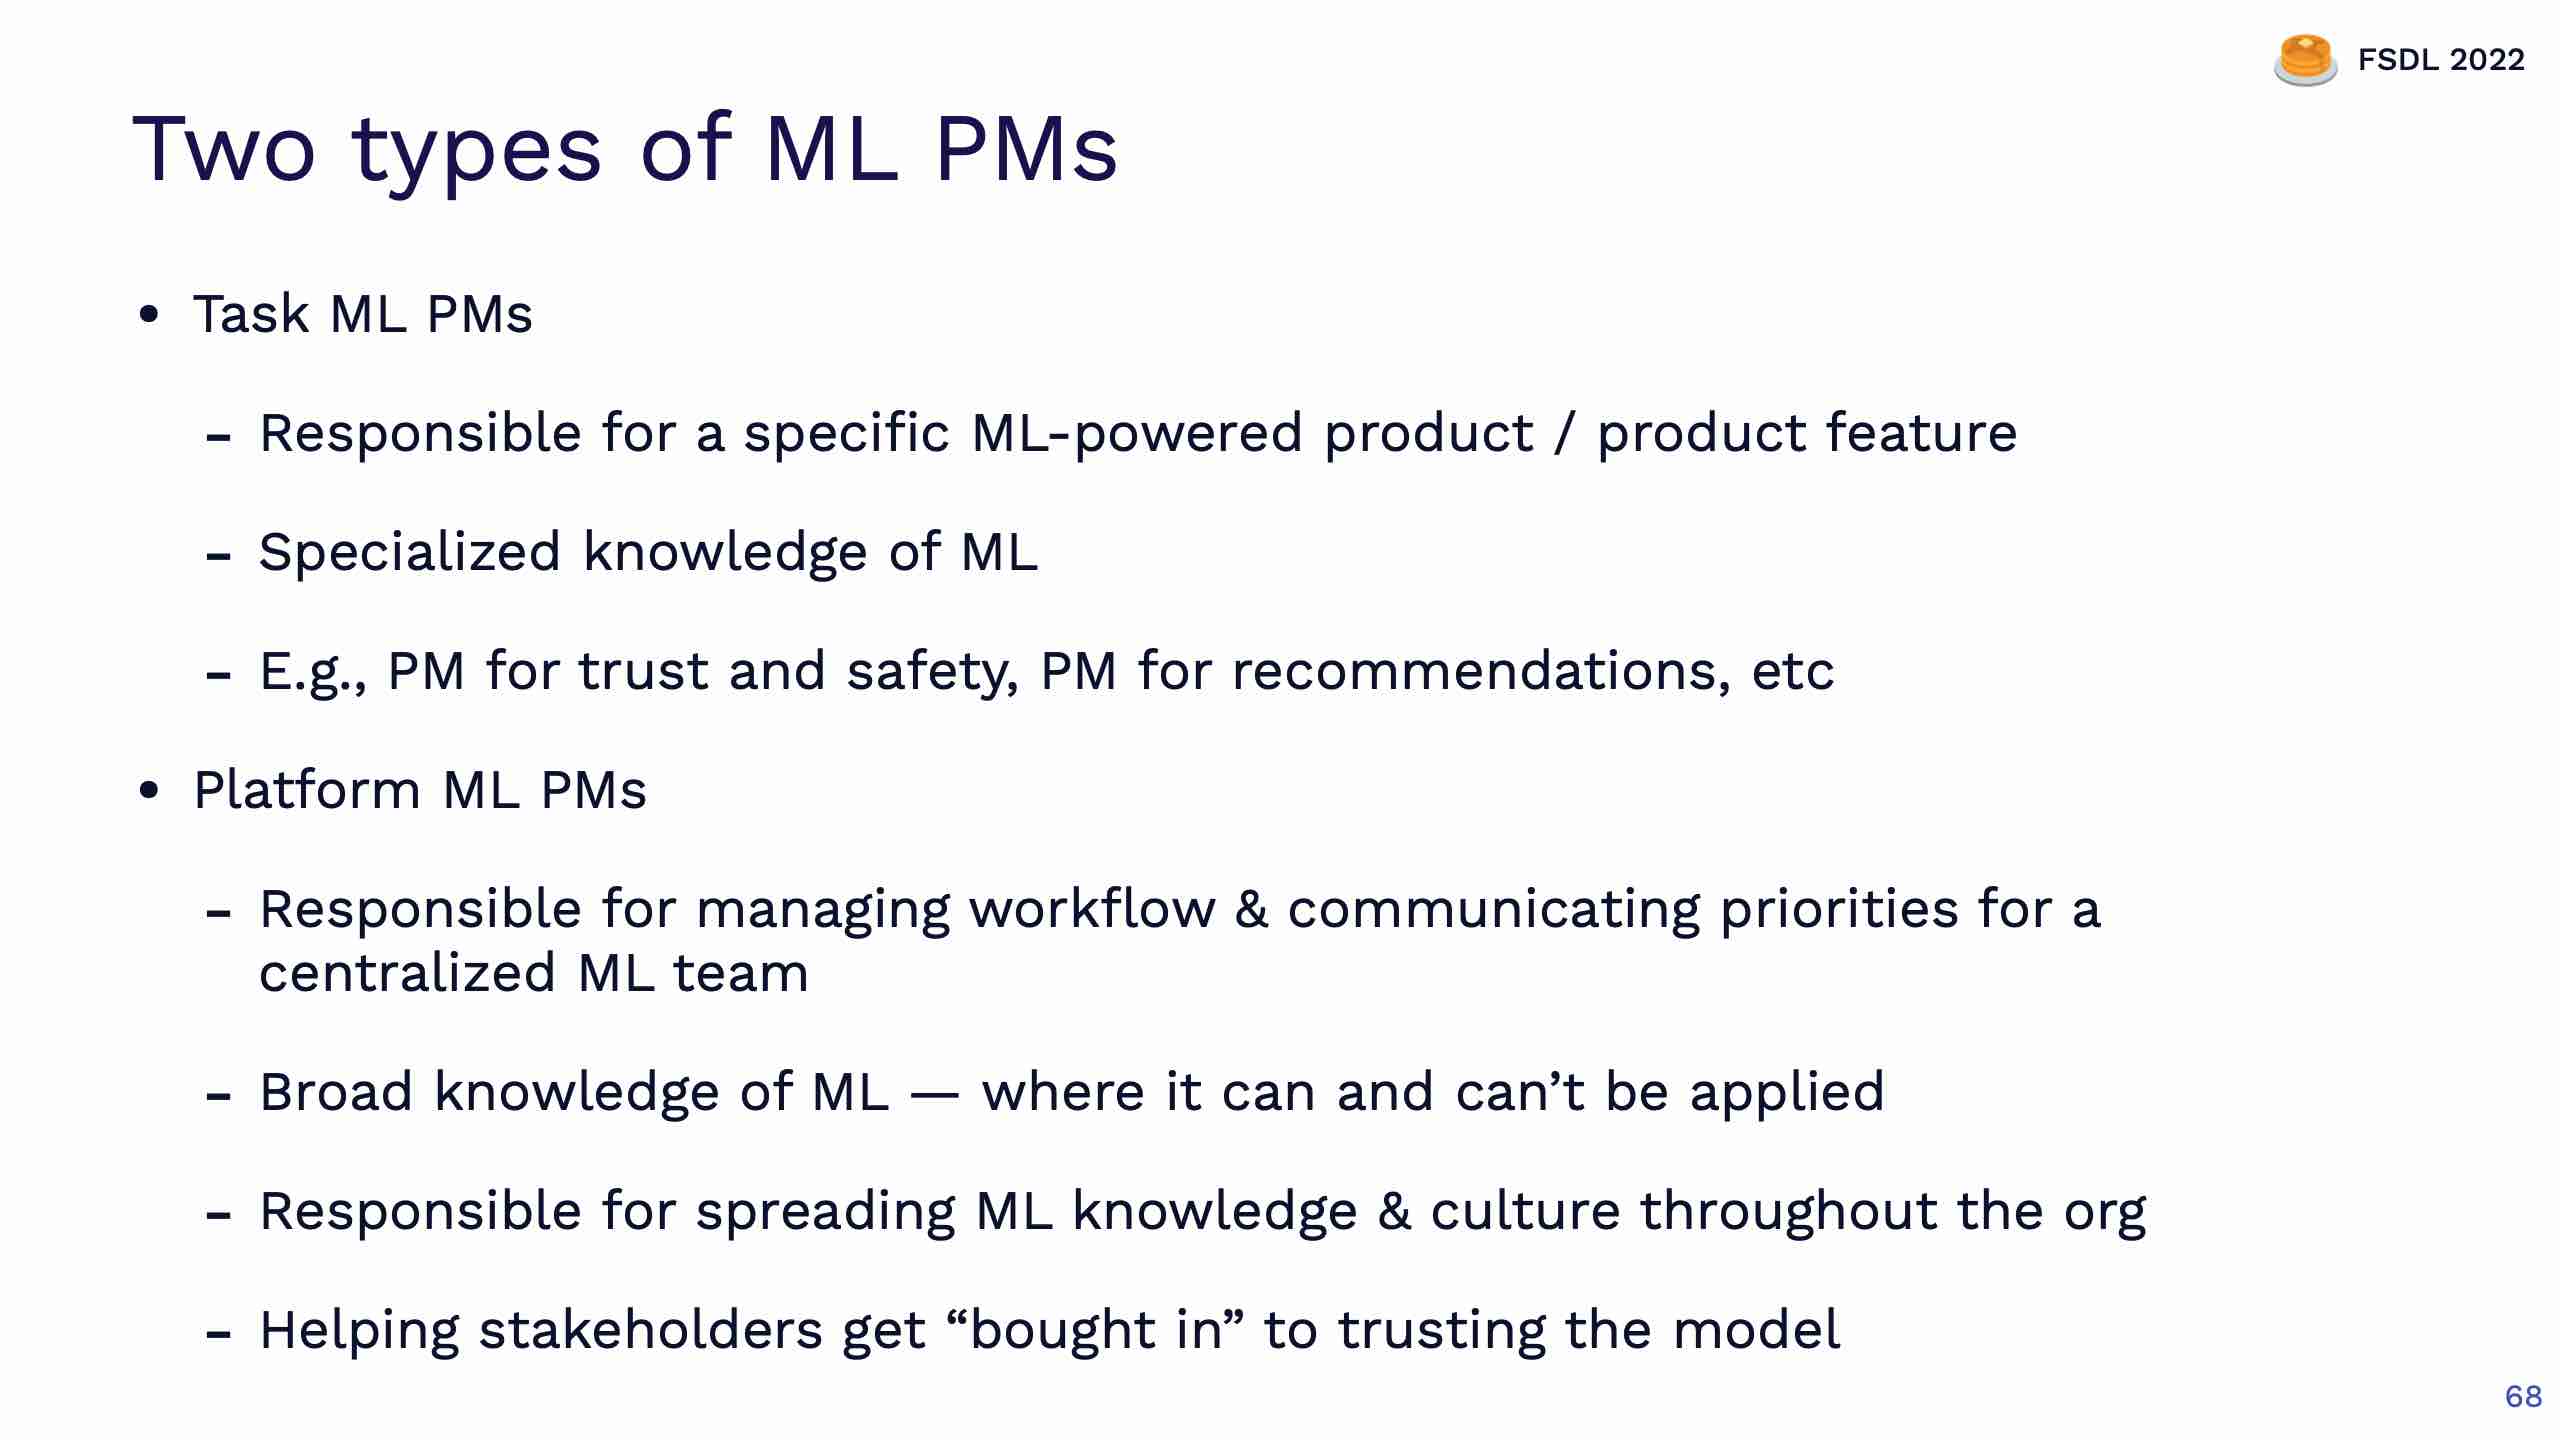 FSDL 2022
Two types of ML PMs
• Task ML PMs
- Responsible for a specific ML-powered product / product feature
- Specialized knowledge of ML
- E.g., PM for trust and safety, PM for recommendations, etc
• Platform ML PMs
- Responsible for managing workflow & communicating priorities for a
centralized ML team
- Broad knowledge of ML — where it can and can’t be applied
- Responsible for spreading ML knowledge & culture throughout the org
- Helping stakeholders get “bought in” to trusting the model
68